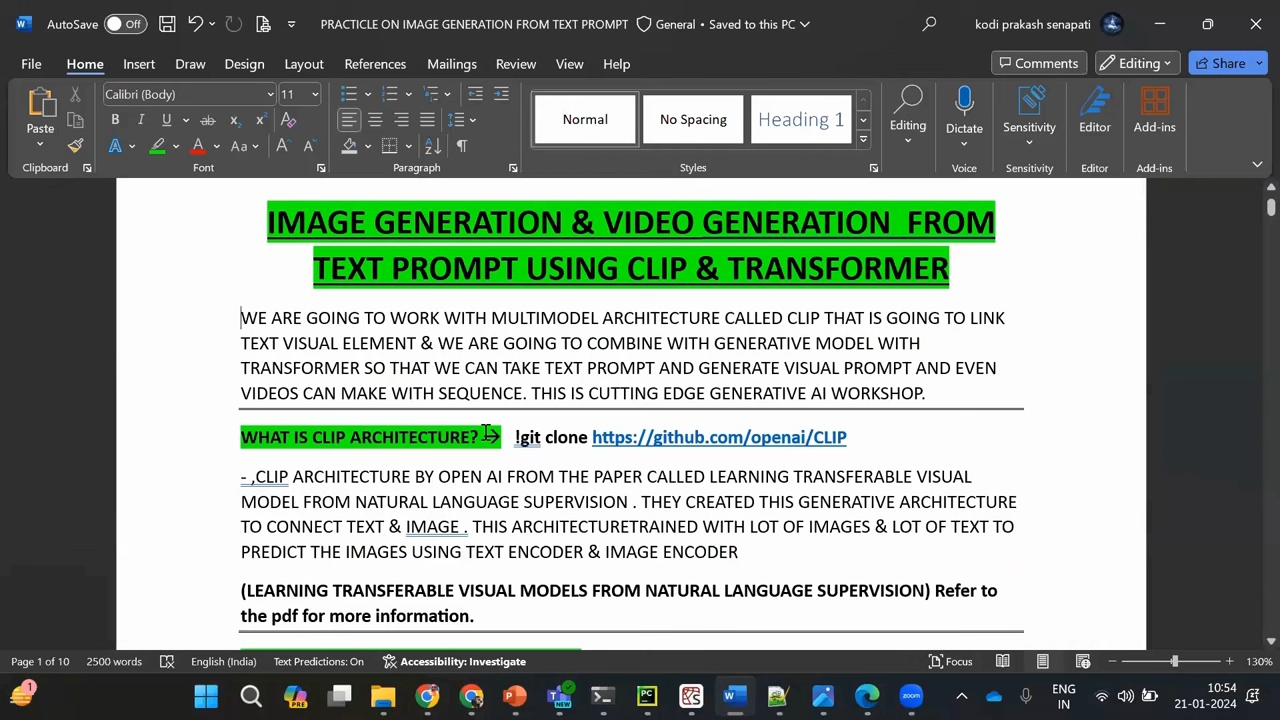 AutoSave Off PRACTICLE ON IMAGE GENERATION FROM TEXT PROMPT General • Saved to this PC kodi prakash senapati
File Home Insert Draw Design Layout References Mailings Review View Help Comments Editing Share
Calibri (Body) 11
Paste Normal No Spacing Heading 1 Editing Dictate Sensitivity Editor Add-ins
Clipboard Font Paragraph Styles Voice Sensitivity Editor Add-ins
IMAGE GENERATION & VIDEO GENERATION FROM
TEXT PROMPT USING CLIP & TRANSFORMER
WE ARE GOING TO WORK WITH MULTIMODEL ARCHITECTURE CALLED CLIP THAT IS GOING TO LINK
TEXT VISUAL ELEMENT & WE ARE GOING TO COMBINE WITH GENERATIVE MODEL WITH
TRANSFORMER SO THAT WE CAN TAKE TEXT PROMPT AND GENERATE VISUAL PROMPT AND EVEN
VIDEOS CAN MAKE WITH SEQUENCE. THIS IS CUTTING EDGE GENERATIVE AI WORKSHOP.
WHAT IS CLIP ARCHITECTURE? → !git clone https://github.com/openai/CLIP
- ,CLIP ARCHITECTURE BY OPEN AI FROM THE PAPER CALLED LEARNING TRANSFERABLE VISUAL
MODEL FROM NATURAL LANGUAGE SUPERVISION . THEY CREATED THIS GENERATIVE ARCHITECTURE
TO CONNECT TEXT & IMAGE . THIS ARCHITECTURETRAINED WITH LOT OF IMAGES & LOT OF TEXT TO
PREDICT THE IMAGES USING TEXT ENCODER & IMAGE ENCODER
(LEARNING TRANSFERABLE VISUAL MODELS FROM NATURAL LANGUAGE SUPERVISION) Refer to
the pdf for more information.
Page 1 of 10 2500 words English (India) Text Predictions: On Accessibility: Investigate Focus 130%
ENG 10:54
IN 21-01-2024